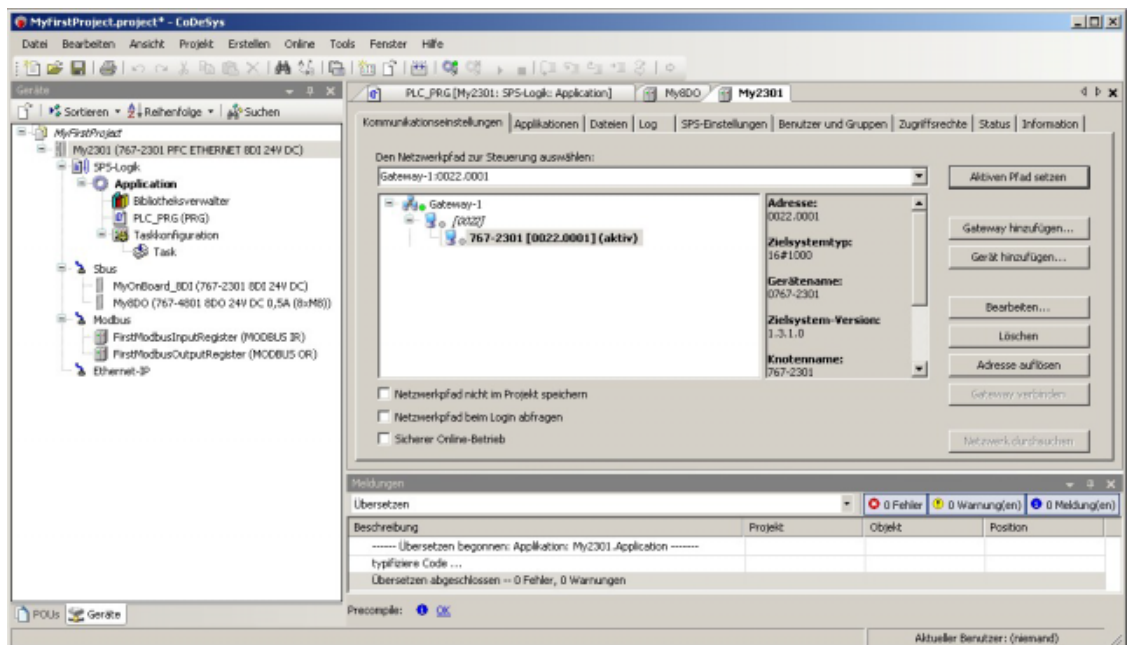 MyFirstProject.project* - CoDeSys
Datei Bearbeiten Ansicht Projekt Erstellen Online Tools Fenster Hilfe
Geräte
Sortieren Reihenfolge Suchen
MyFirstProject
My2301 (767-2301 PFC ETHERNET 8DI 24V DC)
SPS-Logik
Application
Bibliotheksverwalter
PLC_PRG (PRG)
Taskkonfiguration
Task
Sbus
MyOnBoard_8DI (767-2301 8DI 24V DC)
My8DO (767-4801 8DO 24V DC 0,5A (8xM8))
Modbus
FirstModbusInputRegister (MODBUS IR)
FirstModbusOutputRegister (MODBUS OR)
Ethernet-IP
POUs Geräte
PLC_PRG [My2301: SPS-Logik: Application] My8DO My2301
Kommunikationseinstellungen Applikationen Dateien Log SPS-Einstellungen Benutzer und Gruppen Zugriffsrechte Status Information
Den Netzwerkpfad zur Steuerung auswählen:
Gateway-1:0022.0001
Aktiven Pfad setzen
Gateway-1
[0022]
767-2301 [0022.0001] (aktiv)
Adresse:
0022.0001
Zielsystemtyp:
16#1000
Gerätename:
0767-2301
Zielsystem-Version:
1.3.1.0
Knotenname:
767-2301
Gateway hinzufügen...
Gerät hinzufügen...
Bearbeiten...
Löschen
Adresse auflösen
Gateway verbinden
Netzwerk durchsuchen
Netzwerkpfad nicht im Projekt speichern
Netzwerkpfad beim Login abfragen
Sicherer Online-Betrieb
Meldungen
Übersetzen 0 Fehler 0 Warnung(en) 0 Meldung(en)
Beschreibung Projekt Objekt Position
------ Übersetzen begonnen: Applikation: My2301.Application -------
typifiziere Code ...
Übersetzen abgeschlossen -- 0 Fehler, 0 Warnungen
Precompile: OK
Aktueller Benutzer: (niemand)